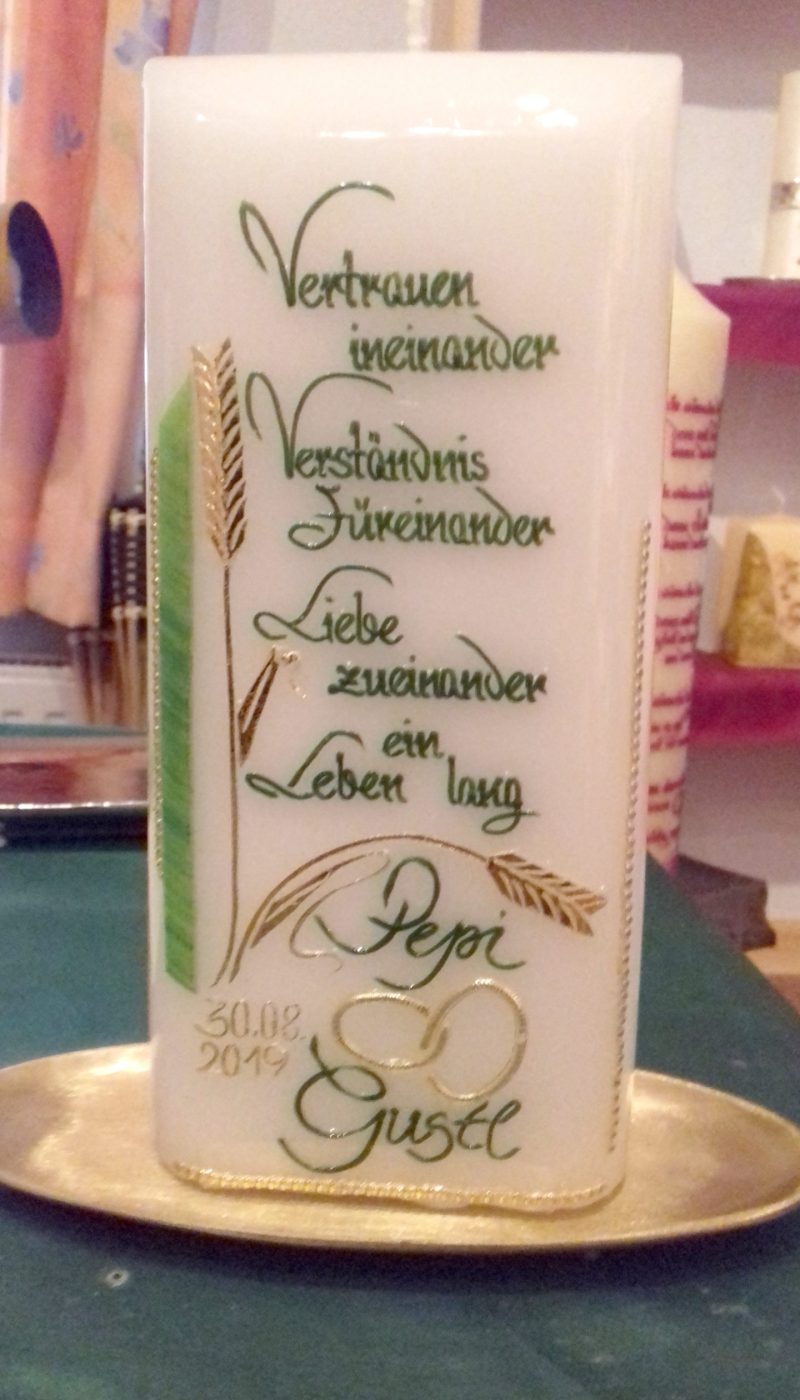 Vertrauen
ineinander
Verständnis
Füreinander
Liebe
zueinander
ein
Leben lang
Pepi
30.08.
2019
Gustl